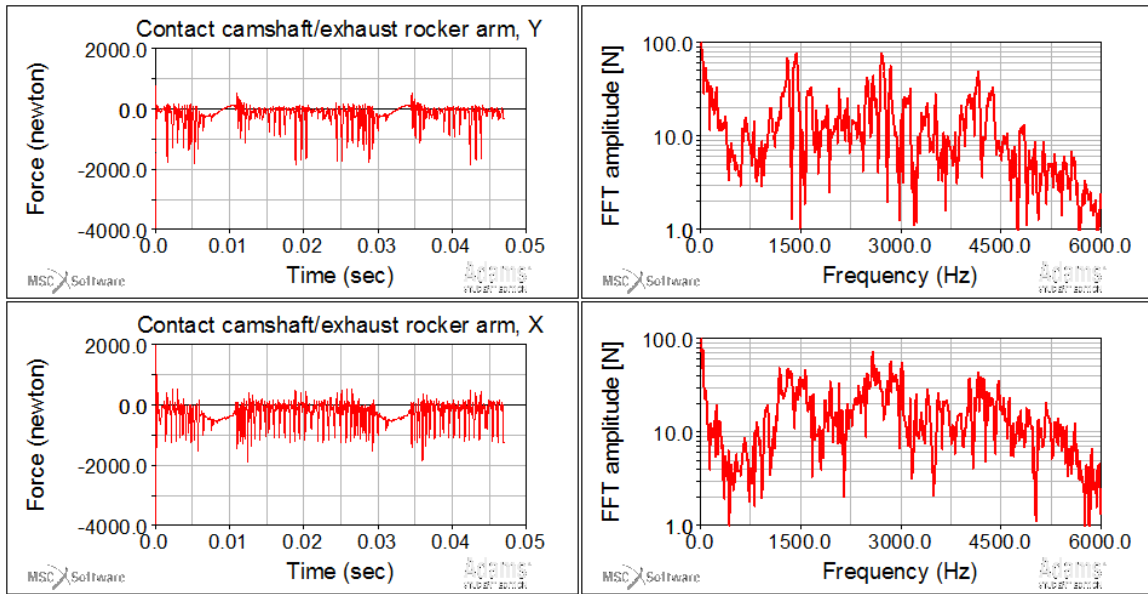 Contact camshaft/exhaust rocker arm, Y
2000.0
0.0
-2000.0
-4000.0
Force (newton)
0.0
0.01
0.02
0.03
0.04
0.05
Time (sec)
MSC Software
Adams
100.0
10.0
1.0
FFT amplitude [N]
0.0
1500.0
3000.0
4500.0
6000.0
Frequency (Hz)
MSC Software
Adams
Contact camshaft/exhaust rocker arm, X
2000.0
0.0
-2000.0
-4000.0
Force (newton)
0.0
0.01
0.02
0.03
0.04
0.05
Time (sec)
MSC Software
Adams
100.0
10.0
1.0
FFT amplitude [N]
0.0
1500.0
3000.0
4500.0
6000.0
Frequency (Hz)
MSC Software
Adams